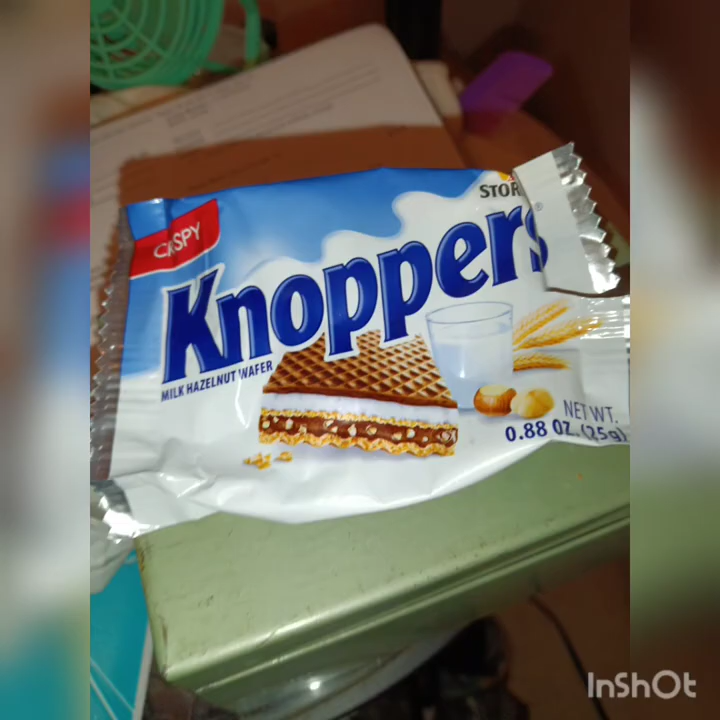 STOR
CRISPY
Knoppers
MILK HAZELNUT WAFER
NET WT.
0.88 OZ. (25g)
InShOt